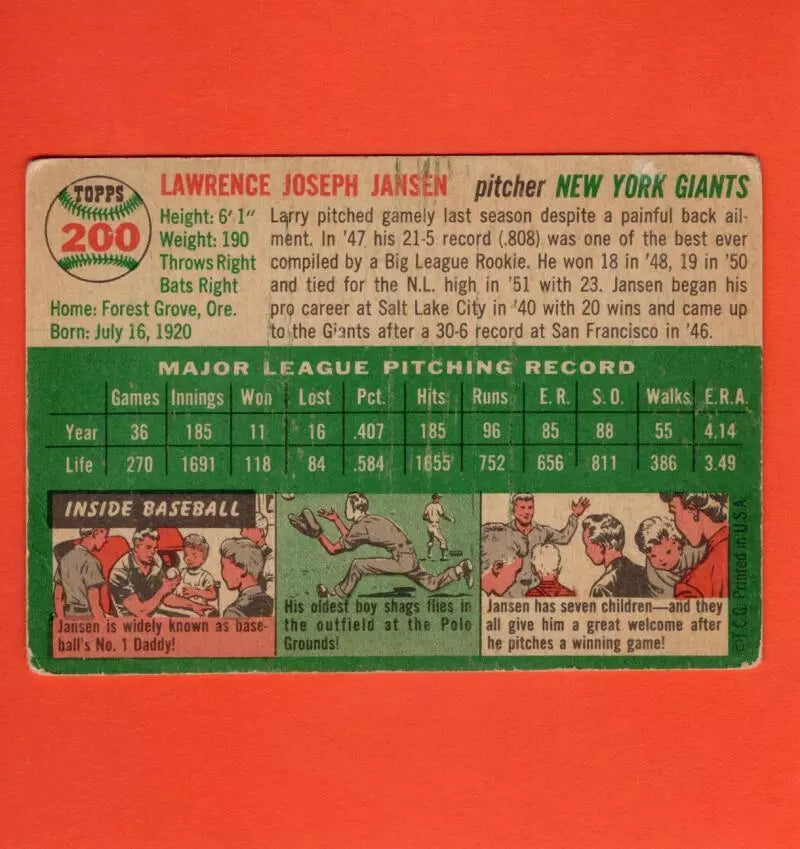 TOPPS
200
LAWRENCE JOSEPH JANSEN pitcher NEW YORK GIANTS
Height: 6' 1"
Weight: 190
Throws Right
Bats Right
Home: Forest Grove, Ore.
Born: July 16, 1920
Larry pitched gamely last season despite a painful back ail-
ment. In '47 his 21-5 record (.808) was one of the best ever
compiled by a Big League Rookie. He won 18 in '48, 19 in '50
and tied for the N.L. high in '51 with 23. Jansen began his
pro career at Salt Lake City in '40 with 20 wins and came up
to the Giants after a 30-6 record at San Francisco in '46.
MAJOR LEAGUE PITCHING RECORD
Games Innings Won Lost Pct. Hits Runs E.R. S.O. Walks E.R.A.
Year 36 185 11 16 .407 185 96 85 88 55 4.14
Life 270 1691 118 84 .584 1655 752 656 811 386 3.49
INSIDE BASEBALL
Jansen is widely known as base-
ball's No. 1 Daddy!
His oldest boy shags flies in
the outfield at the Polo
Grounds!
Jansen has seven children—and they
all give him a great welcome after
he pitches a winning game!
©T.C.G. Printed in U.S.A